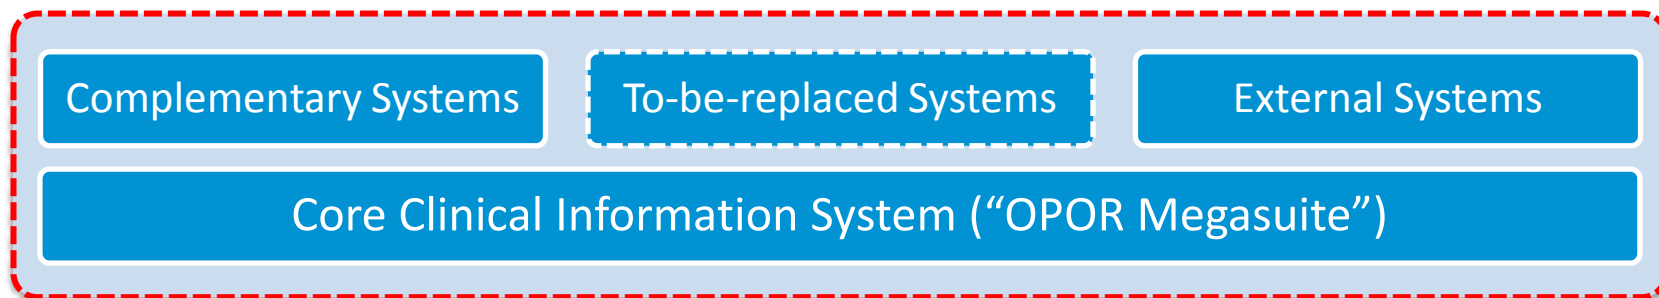 Complementary Systems
To-be-replaced Systems
External Systems
Core Clinical Information System (“OPOR Megasuite”)